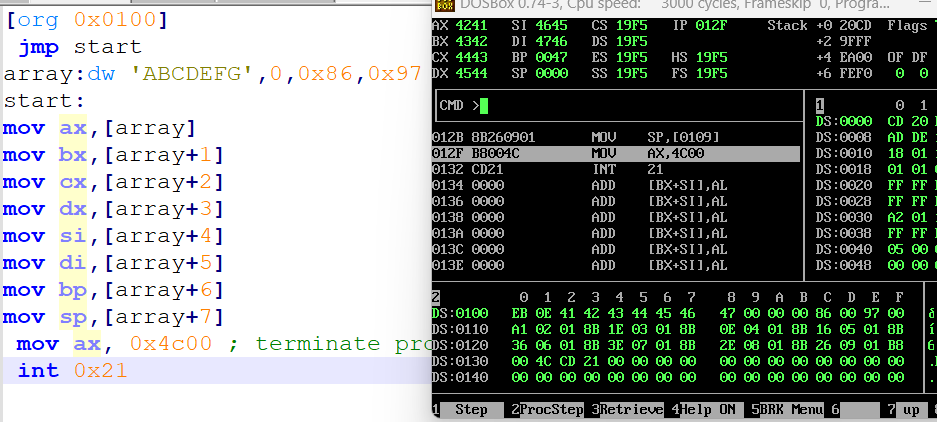 [org 0x0100]
jmp start
array:dw 'ABCDEFG',0,0x86,0x97
start:
mov ax,[array]
mov bx,[array+1]
mov cx,[array+2]
mov dx,[array+3]
mov si,[array+4]
mov di,[array+5]
mov bp,[array+6]
mov sp,[array+7]
mov ax, 0x4c00 ; terminate pro
int 0x21
DOSBox 0.74-3, Cpu speed: 3000 cycles, Frameskip 0, Progra...
AX 4241 SI 4645 CS 19F5 IP 012F Stack +0 20CD Flags
BX 4342 DI 4746 DS 19F5 +2 9FFF
CX 4443 BP 0047 ES 19F5 HS 19F5 +4 EA00 OF DF
DX 4544 SP 0000 SS 19F5 FS 19F5 +6 FEF0 0 0
CMD >
1 0 1
DS:0000 CD 20
DS:0008 AD DE
DS:0010 18 01
DS:0018 01 01
DS:0020 FF FF
DS:0028 FF FF
DS:0030 A2 01
DS:0038 FF FF
DS:0040 05 00
DS:0048 00 00
012B 8B260901 MOV SP,[0109]
012F B8004C MOV AX,4C00
0132 CD21 INT 21
0134 0000 ADD [BX+SI],AL
0136 0000 ADD [BX+SI],AL
0138 0000 ADD [BX+SI],AL
013A 0000 ADD [BX+SI],AL
013C 0000 ADD [BX+SI],AL
013E 0000 ADD [BX+SI],AL
2 0 1 2 3 4 5 6 7 8 9 A B C D E F
DS:0100 EB 0E 41 42 43 44 45 46 47 00 00 00 86 00 97 00
DS:0110 A1 02 01 8B 1E 03 01 8B 0E 04 01 8B 16 05 01 8B
DS:0120 36 06 01 8B 3E 07 01 8B 2E 08 01 8B 26 09 01 B8
DS:0130 00 4C CD 21 00 00 00 00 00 00 00 00 00 00 00 00
DS:0140 00 00 00 00 00 00 00 00 00 00 00 00 00 00 00 00
1 Step 2ProcStep 3Retrieve 4Help ON 5BRK Menu 6 7 up